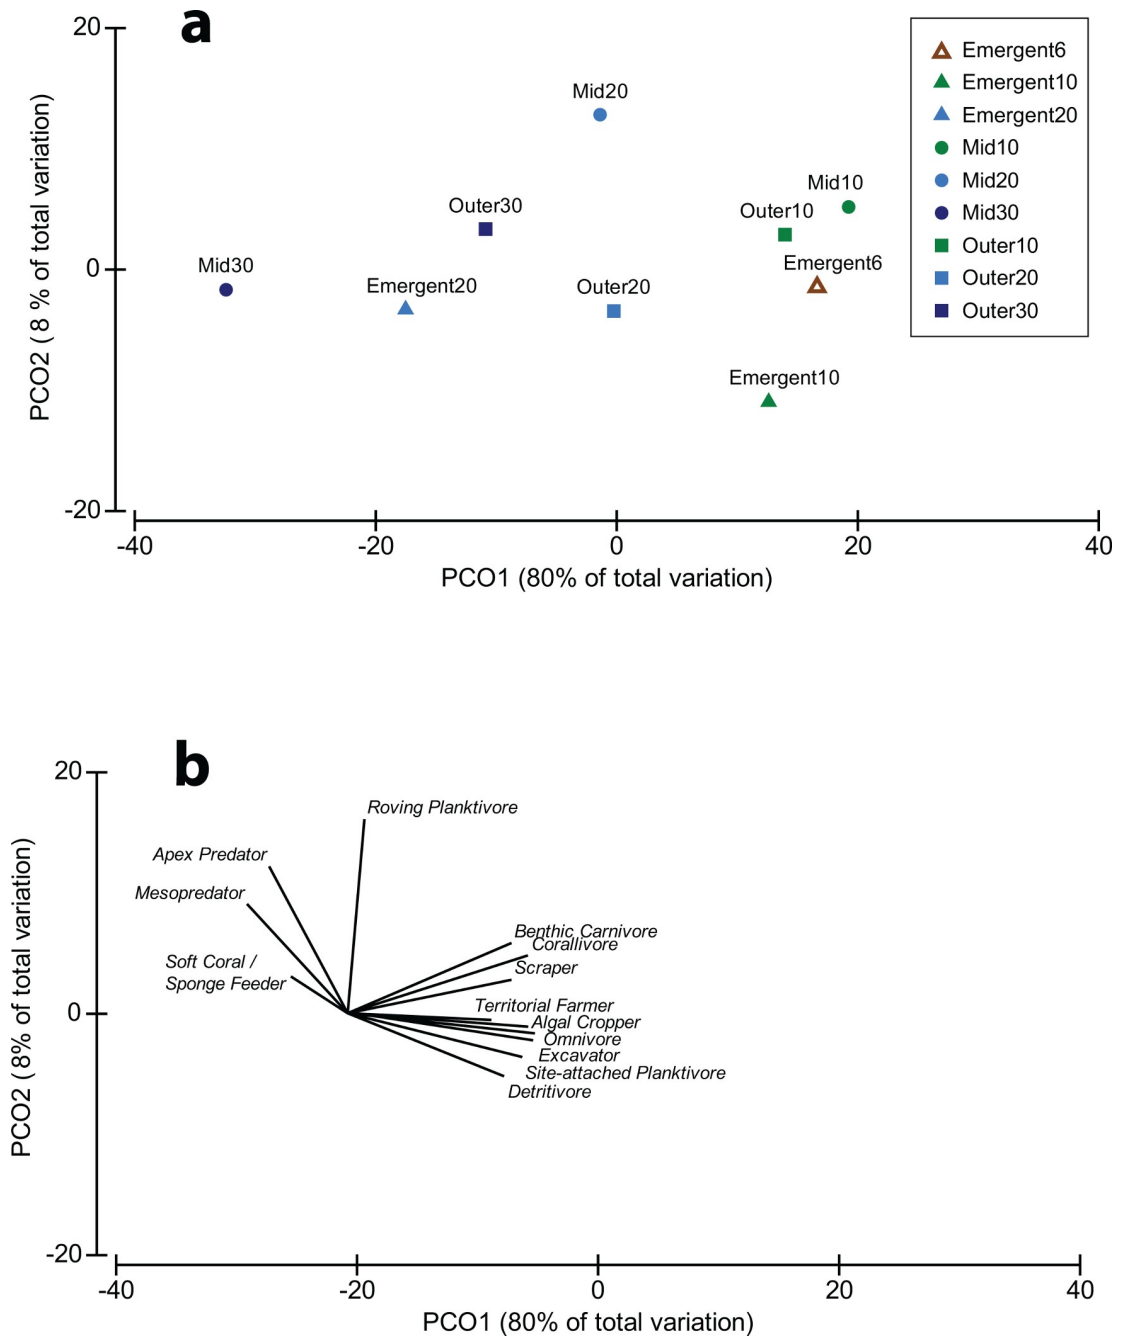 a
20
0
-20
PCO2 ( 8 % of total variation)
Mid20
Mid10
Outer10
Outer30
Emergent6
Mid30
Emergent20
Outer20
Emergent10
Emergent6
Emergent10
Emergent20
Mid10
Mid20
Mid30
Outer10
Outer20
Outer30
-40 -20 0 20 40
PCO1 (80% of total variation)
b
20
0
-20
PCO2 ( 8% of total variation)
Roving Planktivore
Apex Predator
Mesopredator
Benthic Carnivore
Corallivore
Soft Coral /
Sponge Feeder
Scraper
Territorial Farmer
Algal Cropper
Omnivore
Excavator
Site-attached Planktivore
Detritivore
-40 -20 0 20 40
PCO1 (80% of total variation)